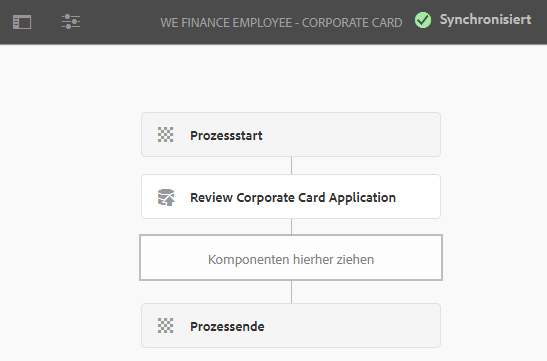 WE FINANCE EMPLOYEE - CORPORATE CARD Synchronisiert
Prozessstart
Review Corporate Card Application
Komponenten hierher ziehen
Prozessende